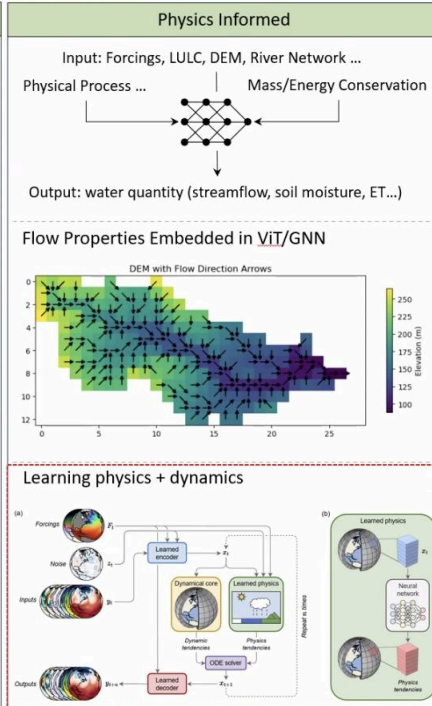 Physics Informed
Input: Forcings, LULC, DEM, River Network ...
Physical Process ...
Mass/Energy Conservation
Output: water quantity (streamflow, soil moisture, ET...)
Flow Properties Embedded in ViT/GNN
DEM with Flow Direction Arrows
0
2
4
6
8
10
12
0
5
10
15
20
25
250
200
150
100
Elevation (m)
Learning physics + dynamics
(a)
Forcings
Noise
Inputs
Outputs
Learned
encoder
Dynamical core
Learned physics
Dynamic
tendencies
Physics
tendencies
ODE solver
Learned
decoder
Repeat n times
(b)
Learned physics
Neural
network
Physics
tendencies